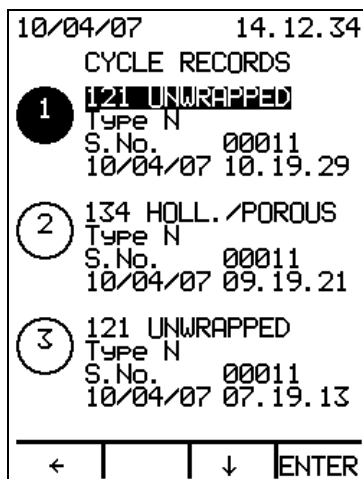 10/04/07 14.12.34
CYCLE RECORDS
1 121 UNWRAPPED
Type N
S.No. 00011
10/04/07 10.19.29
2 134 HOLL./POROUS
Type N
S.No. 00011
10/04/07 09.19.21
3 121 UNWRAPPED
Type N
S.No. 00011
10/04/07 07.19.13
← ↓ ENTER